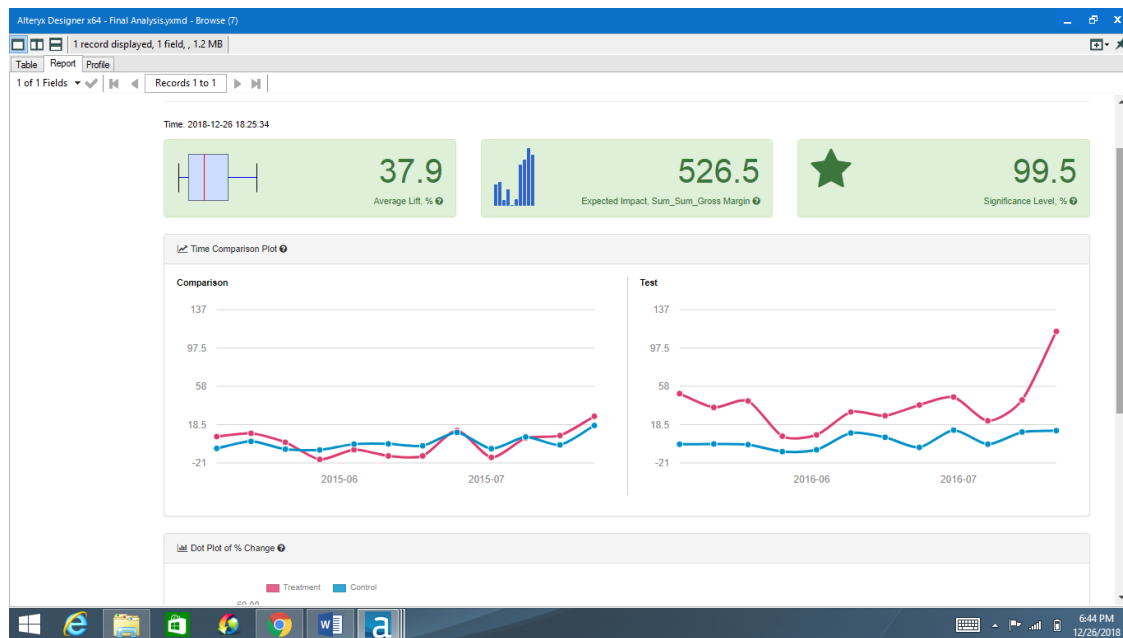 Alteryx Designer x64 - Final Analysis.yxmd - Browse (7)
1 record displayed, 1 field, , 1.2 MB
Table Report Profile
1 of 1 Fields Records 1 to 1
Time: 2018-12-26 18:25:34
37.9
Average Lift, %
526.5
Expected Impact, Sum_Sum_Gross Margin
99.5
Significance Level, %
Time Comparison Plot
Comparison
137
97.5
58
18.5
-21
2015-06 2015-07
Test
137
97.5
58
18.5
-21
2016-06 2016-07
Dot Plot of % Change
Treatment Control
60.00
6:44 PM
12/26/2018